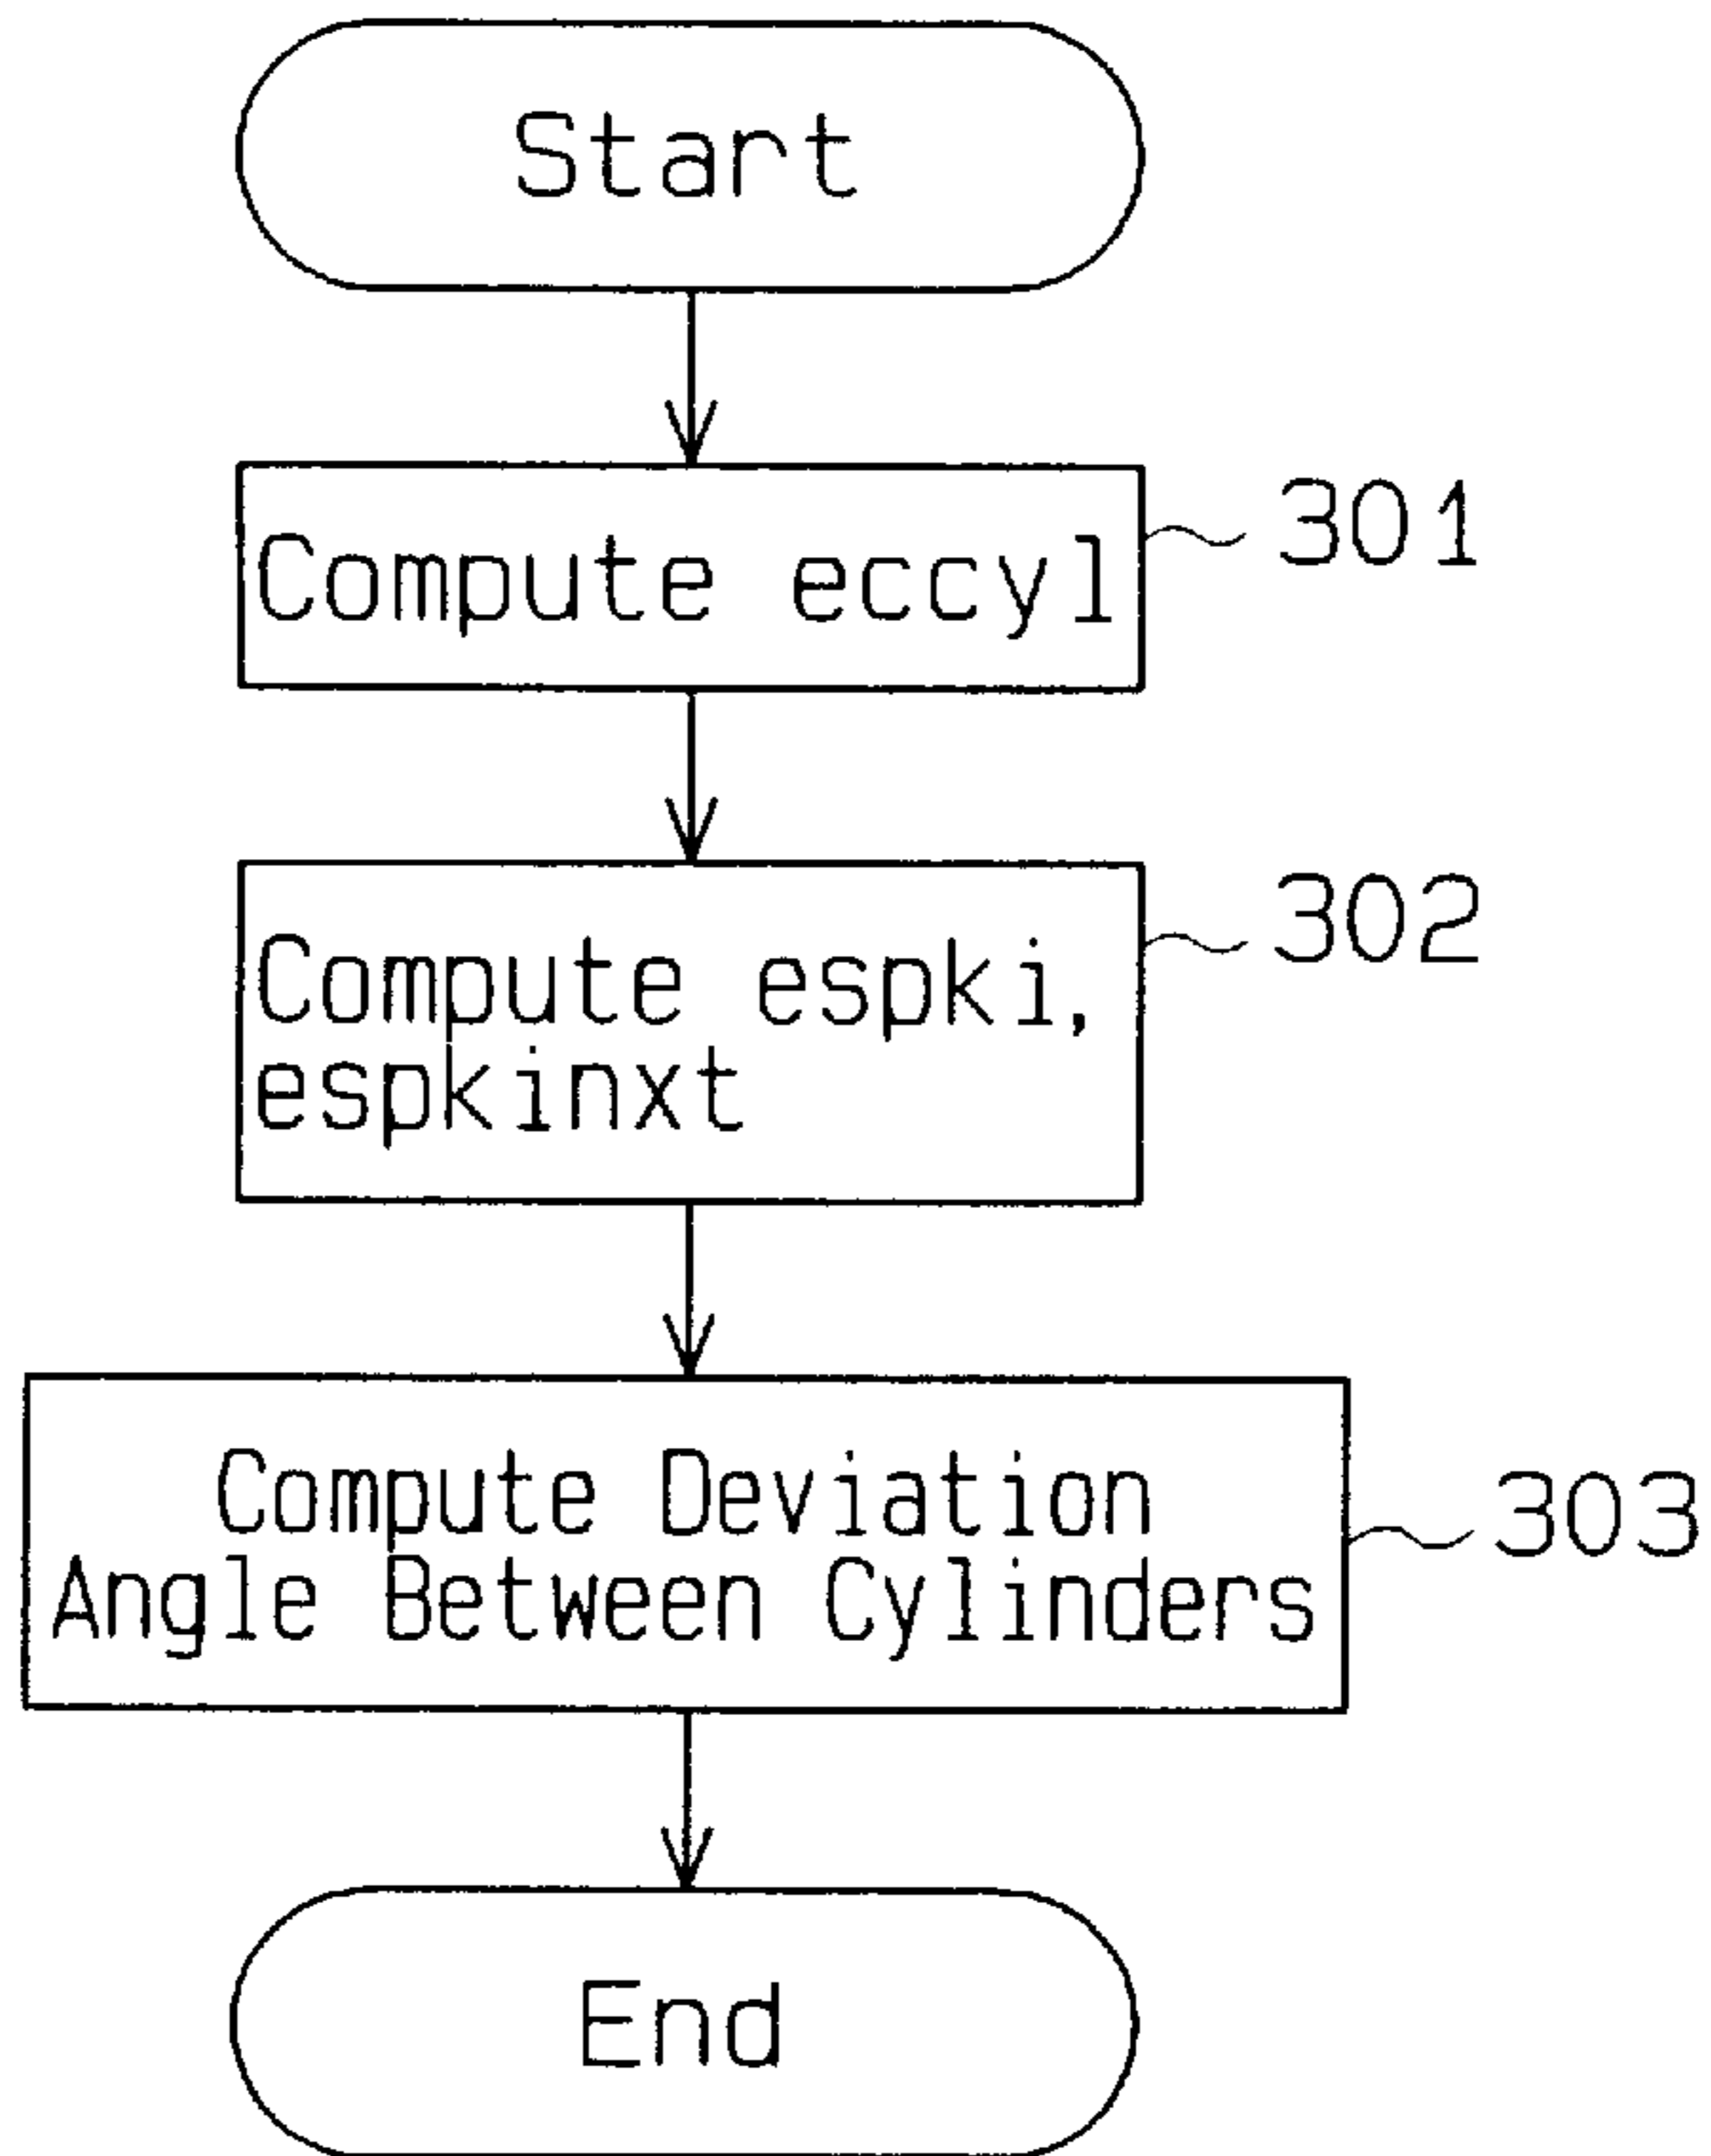 Start
Compute eccyl
301
Compute espki,
espkinxt
302
Compute Deviation
Angle Between Cylinders
303
End